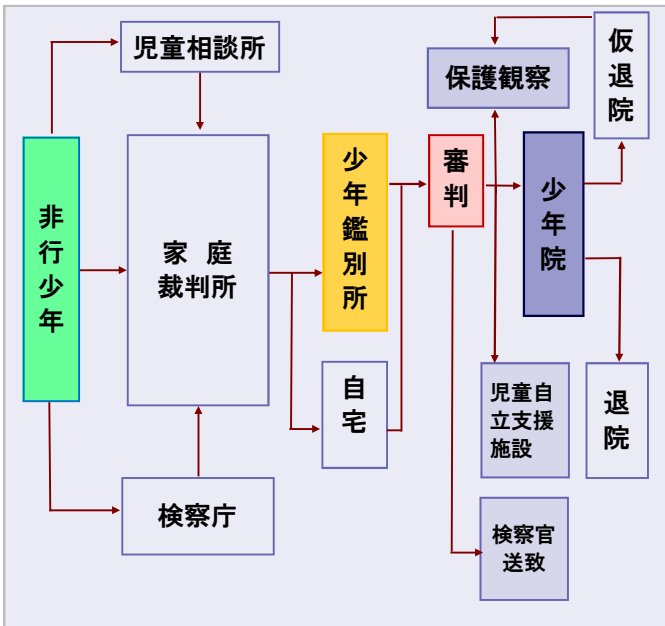 児童相談所
非行少年
家 庭
裁判所
検察庁
少年鑑別所
自宅
審判
保護観察
仮退院
少年院
児童自
立支援
施設
退院
検察官
送致